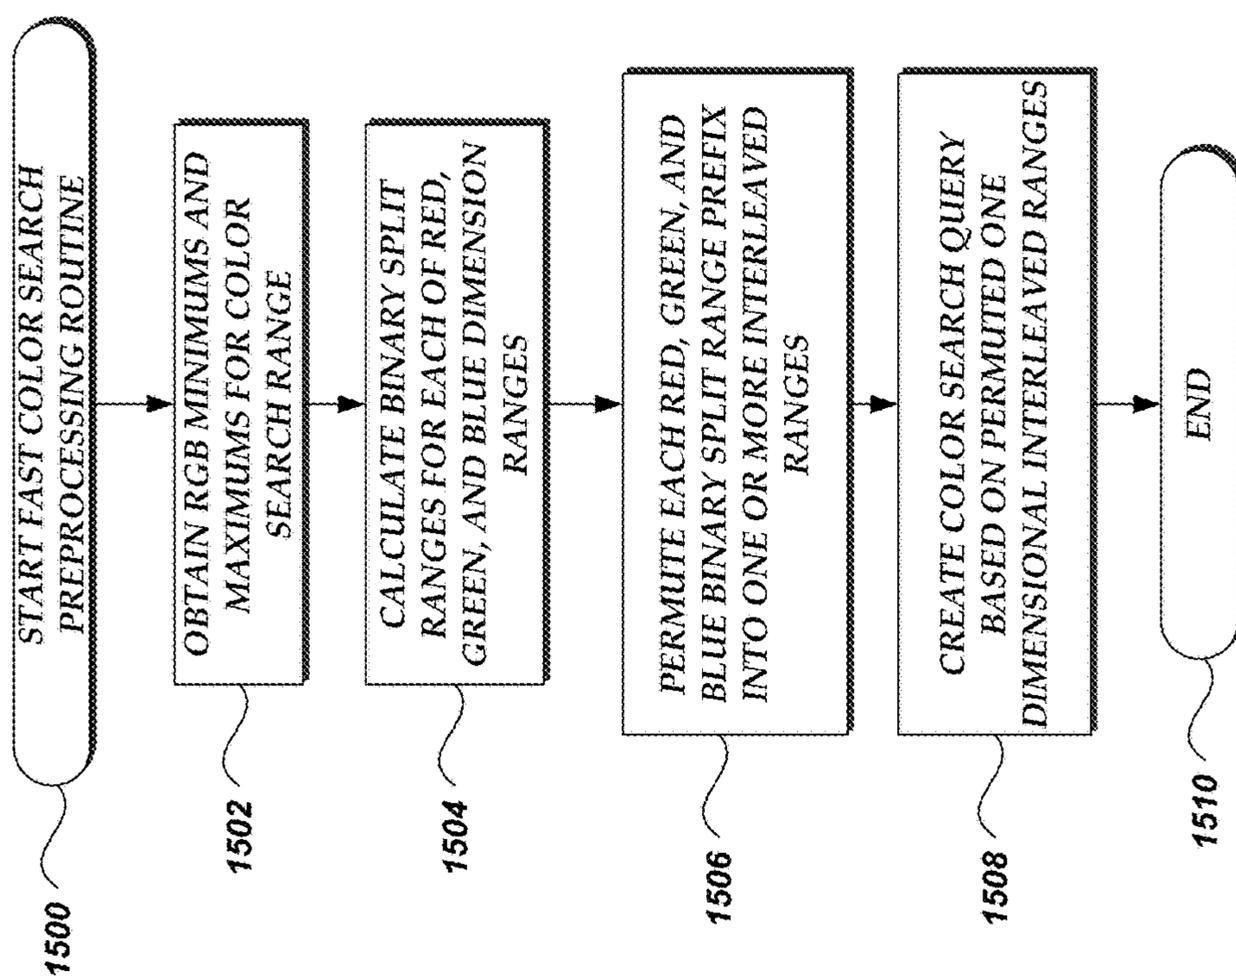 START FAST COLOR SEARCH
PREPROCESSING ROUTINE
1500
OBTAIN RGB MINIMUMS AND
MAXIMUMS FOR COLOR
SEARCH RANGE
1502
CALCULATE BINARY SPLIT
RANGES FOR EACH OF RED,
GREEN, AND BLUE DIMENSION
RANGES
1504
PERMUTE EACH RED, GREEN, AND
BLUE BINARY SPLIT RANGE PREFIX
INTO ONE OR MORE INTERLEAVED
RANGES
1506
CREATE COLOR SEARCH QUERY
BASED ON PERMUTED ONE
DIMENSIONAL INTERLEAVED RANGES
1508
END
1510